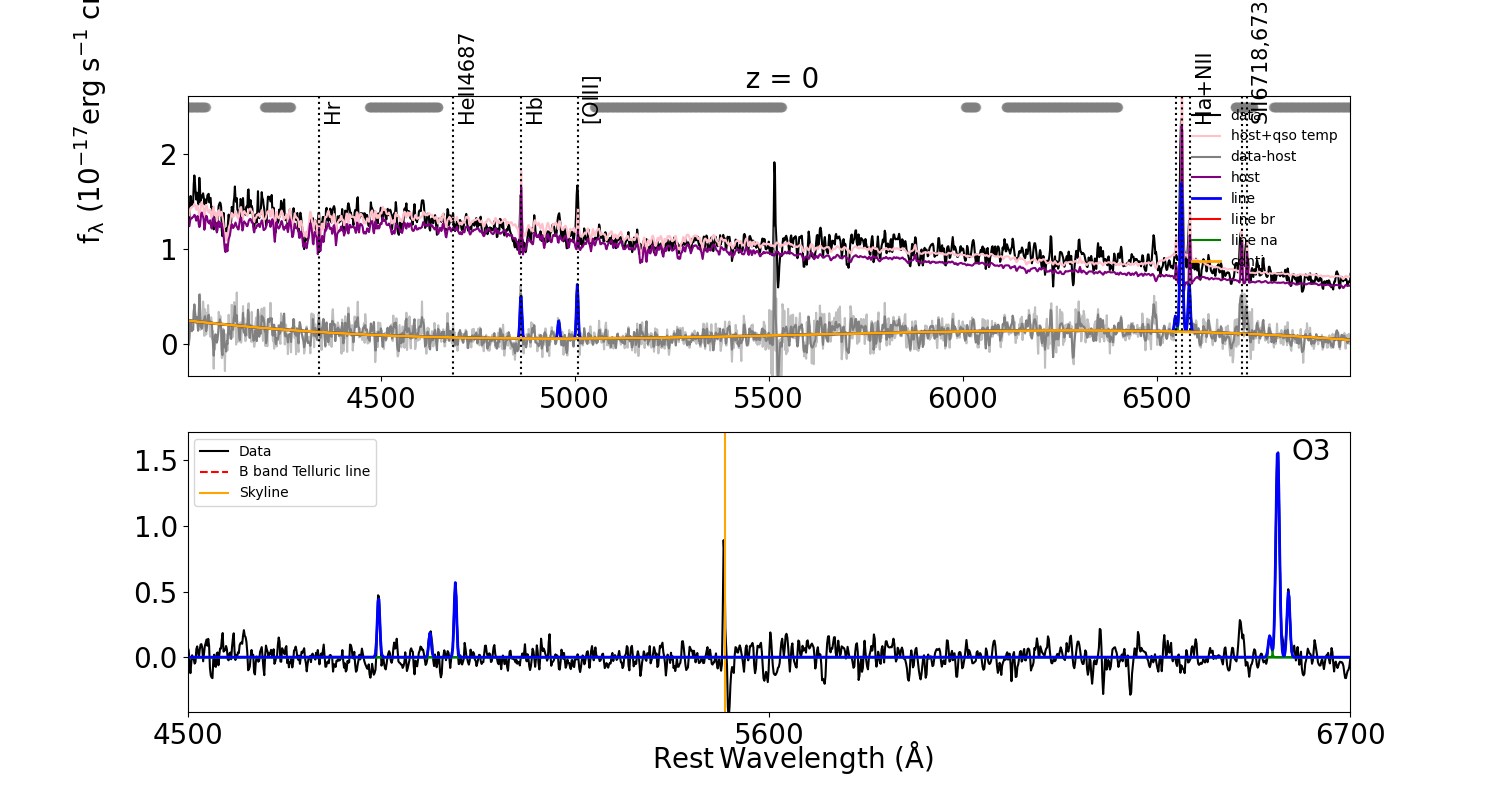 z = 0
Hr
HeII4687
Hb
[OIII]
Ha+NII
SII6718,673
data
host+qso temp
data-host
host
line
line br
line na
conti
f_λ (10^−17 erg s^−1 c
2
1
0
4500
5000
5500
6000
6500
Data
B band Telluric line
Skyline
O3
1.5
1.0
0.5
0.0
4500
5600
6700
Rest Wavelength (Å)